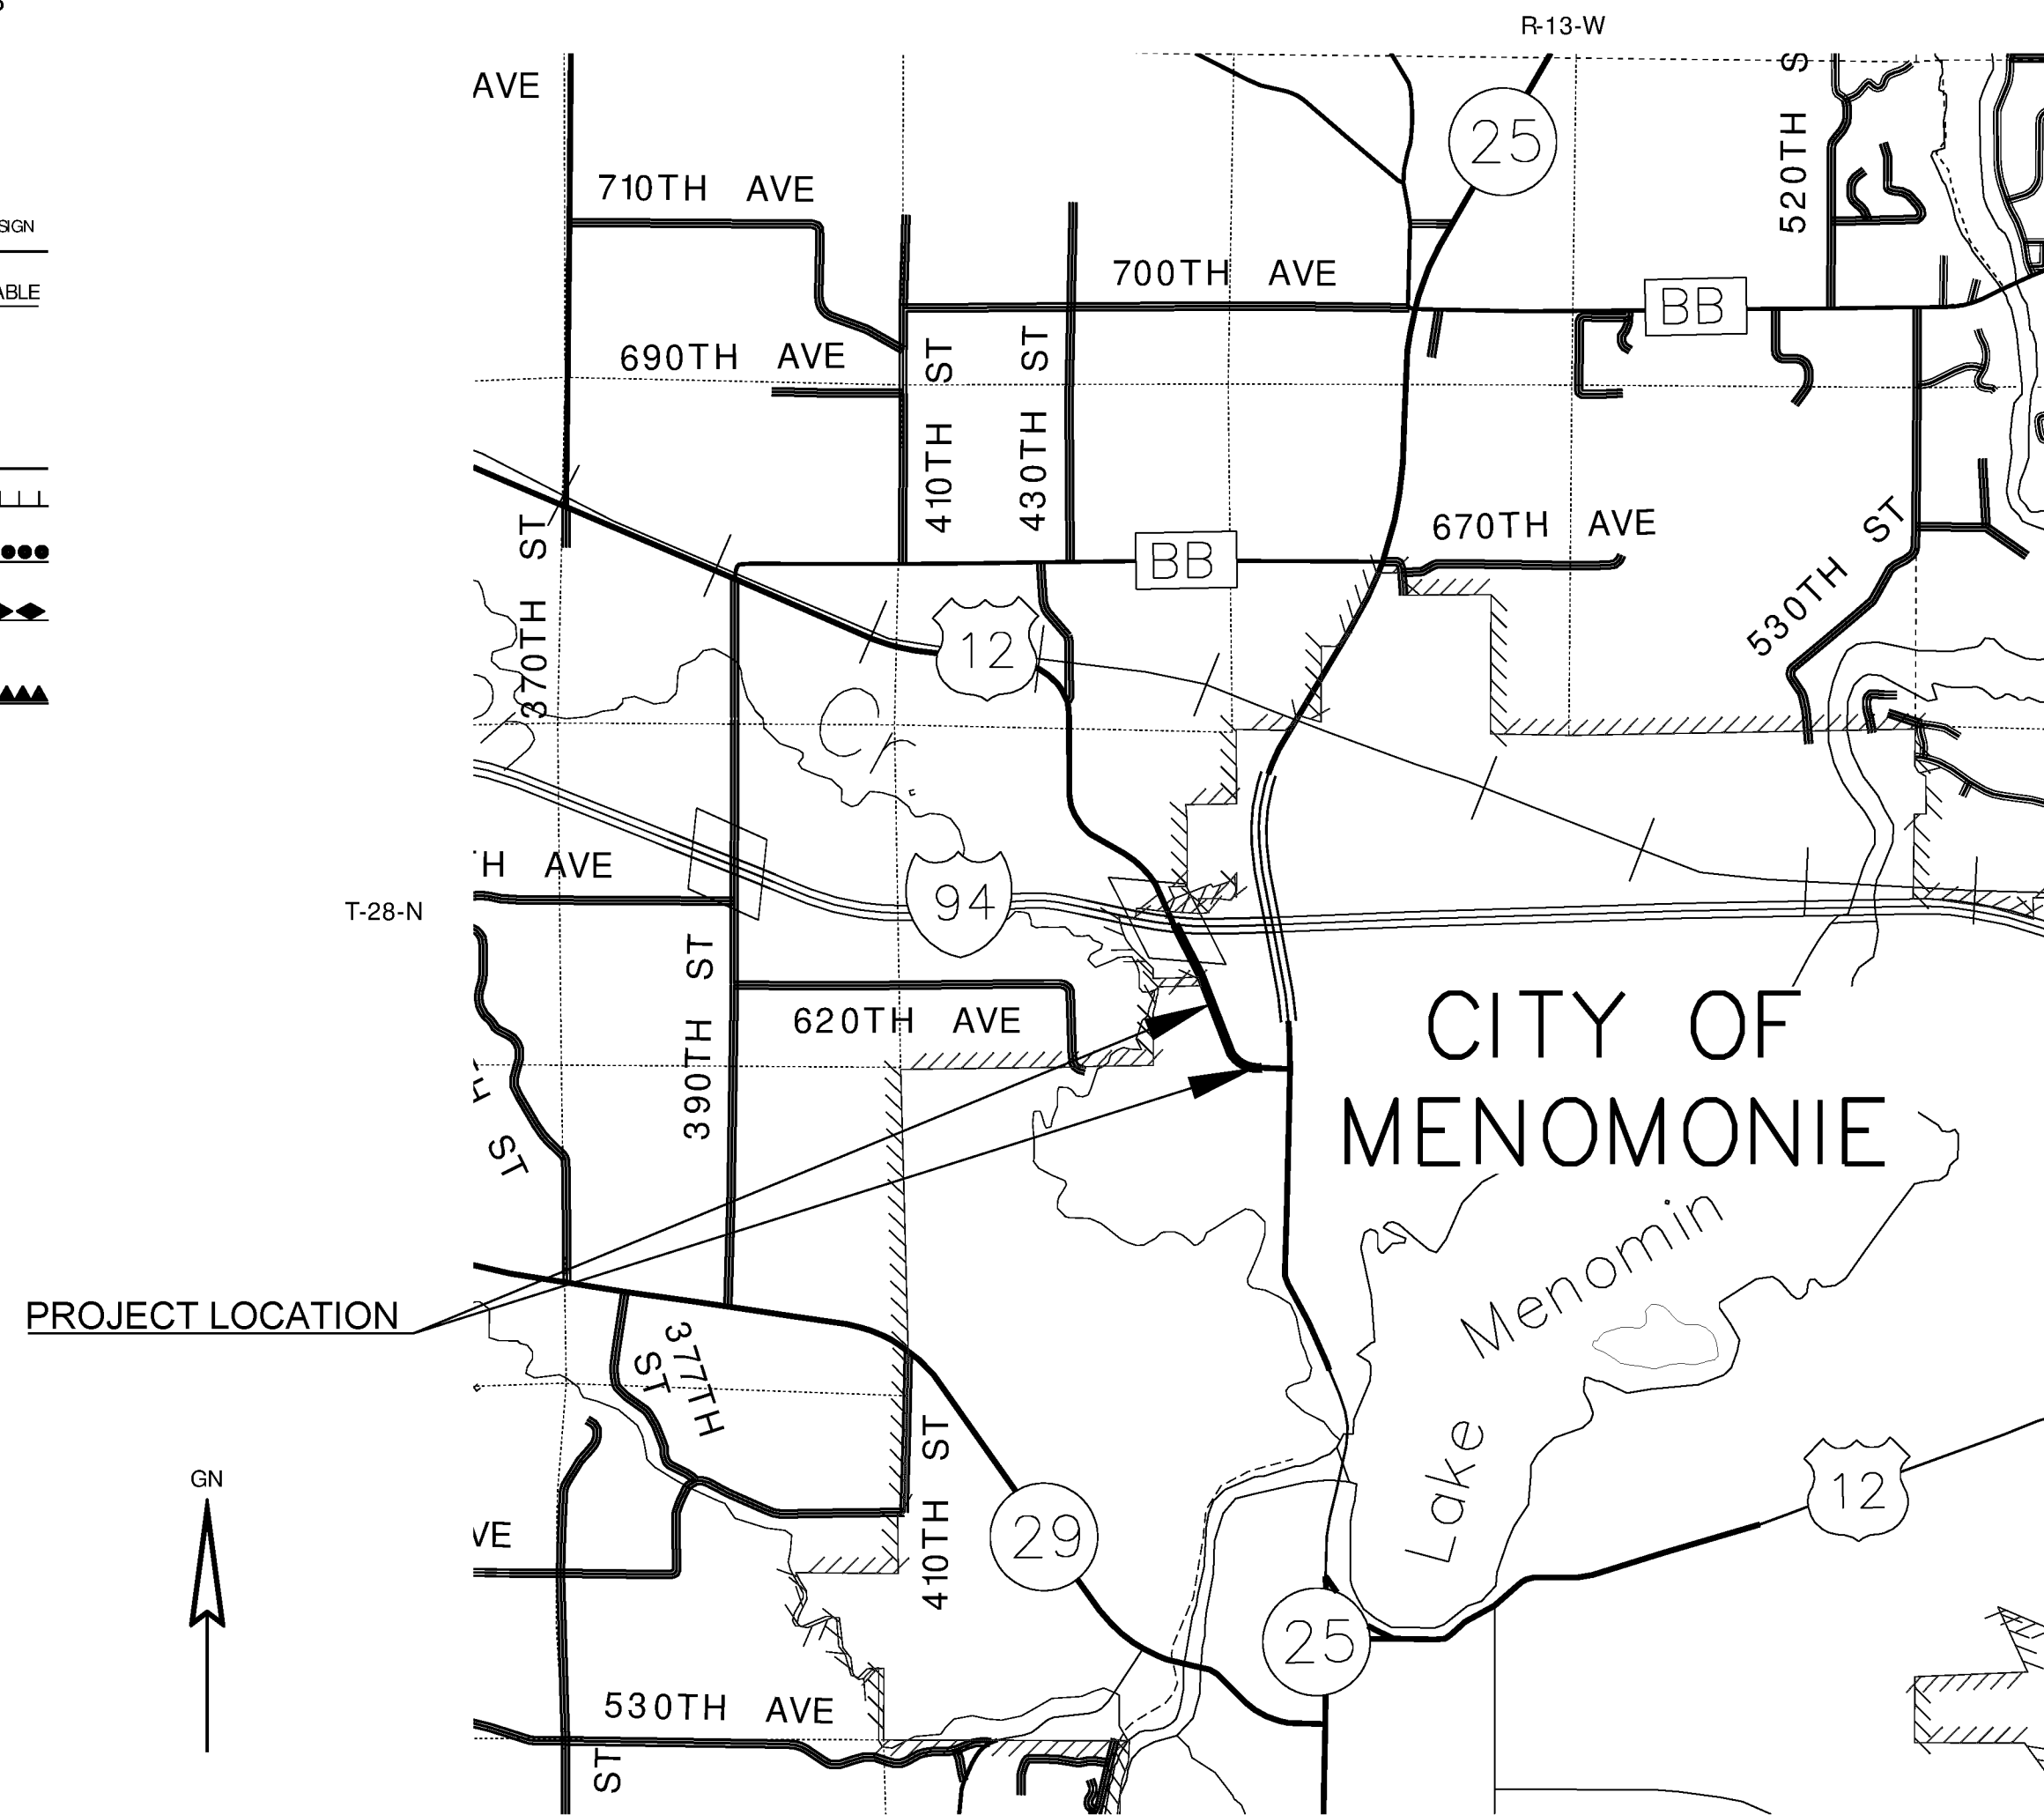 R-13-W
AVE
25
710TH AVE
520TH S
SIGN
700TH AVE
ABLE
BB
690TH AVE
410TH ST
430TH ST
670TH AVE
370TH ST
BB
530TH ST
12
'H AVE
94
T-28-N
390TH ST
620TH AVE
CITY OF
MENOMONIE
ST
Lake Menomin
PROJECT LOCATION
377TH
ST
410TH ST
GN
12
VE
29
25
530TH AVE
ST